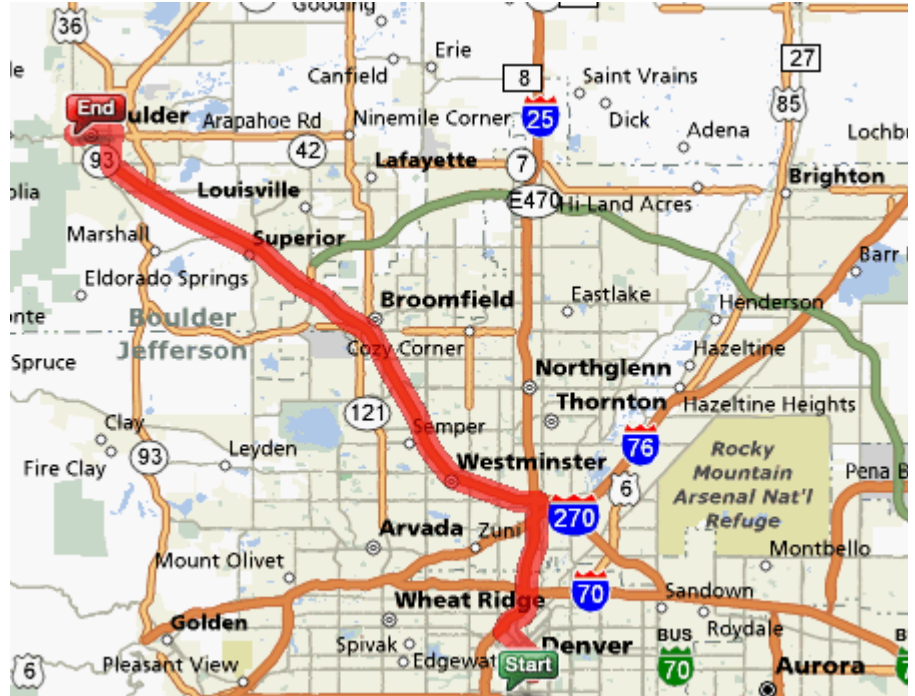 Gooding
36
Erie
Canfield
8
Saint Vrains
27
85
End
ulder
Arapahoe Rd
Ninemile Corner
25
Dick
Adena
Lochbu
93
42
Lafayette
7
olia
Louisville
E470
Hi-Land Acres
Brighton
Marshall
Superior
Eldorado Springs
Barr
Broomfield
Eastlake
Henderson
onte
Boulder
Jefferson
Cozy Corner
Spruce
Northglenn
Hazeltine
Thornton
Hazeltine Heights
121
Clay
Semper
76
93
Leyden
Fire Clay
Westminster
6
Rocky
Mountain
Arsenal Nat'l
Refuge
Pena B
270
Arvada
Zuni
Mount Olivet
Montbello
70
Wheat Ridge
Sandown
Golden
Spivak
Denver
BUS
70
Roydale
BU
7
6
Pleasant View
Edgewat
Start
Aurora